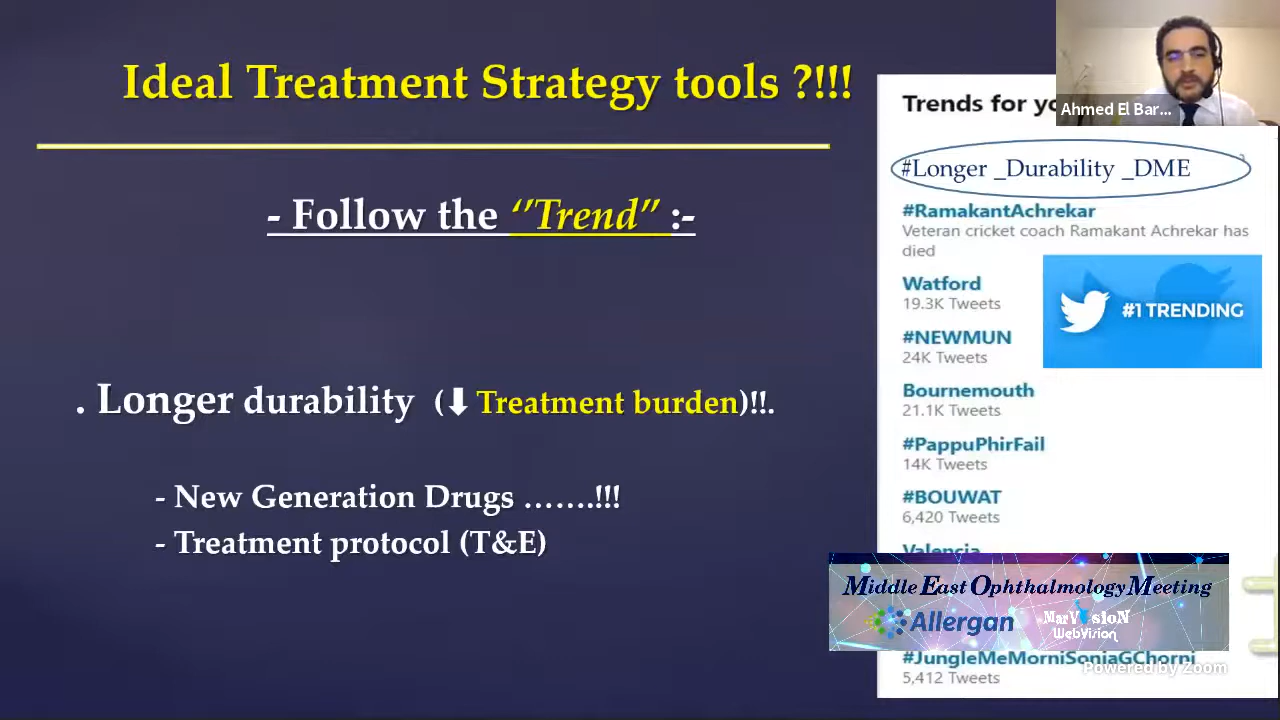 Ideal Treatment Strategy tools ?!!!
- Follow the ‘’Trend” :-
. Longer durability (⬇ Treatment burden)!!.
- New Generation Drugs …….!!!
- Treatment protocol (T&E)
Trends for yo
Ahmed El Bar...
#Longer _Durability _DME
#RamakantAchrekar
Veteran cricket coach Ramakant Achrekar has
died
Watford
19.3K Tweets
#1 TRENDING
#NEWMUN
24K Tweets
Bournemouth
21.1K Tweets
#PappuPhirFail
14K Tweets
#BOUWAT
6,420 Tweets
Valencia
Middle East Ophthalmology Meeting
Allergan
MarVision
WebVision
#JungleMeMorniSoniaGChorni
Powered by Zoom
5,412 Tweets